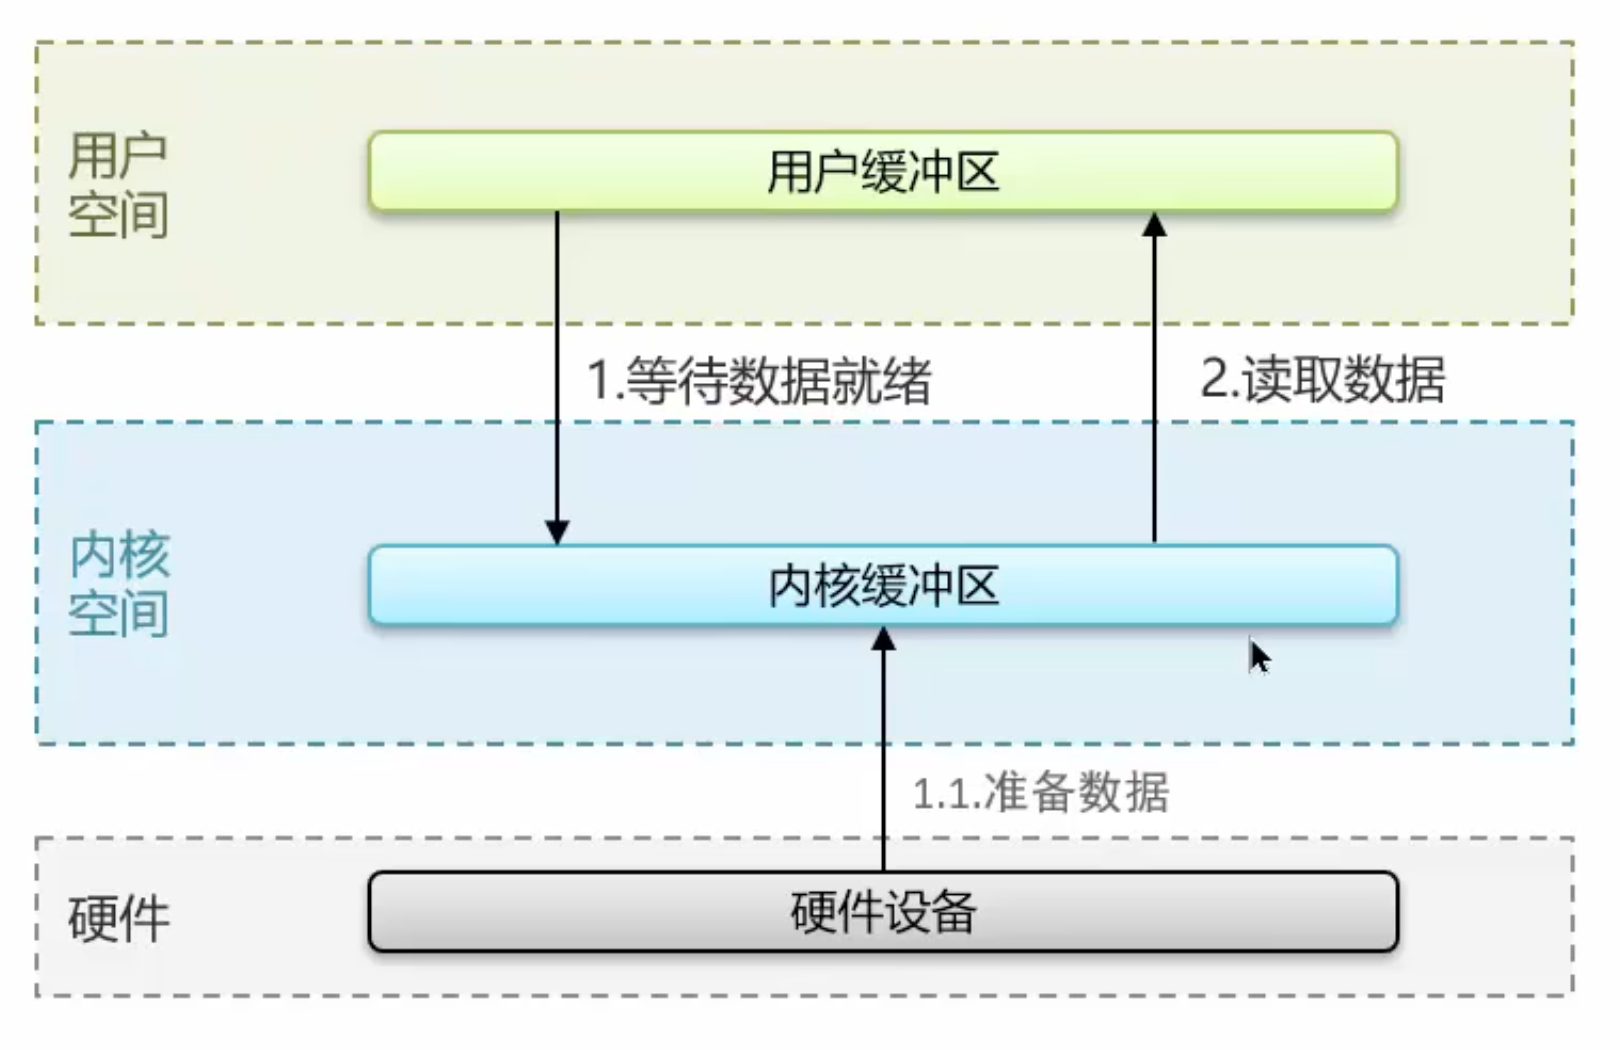 用户
空间
用户缓冲区
1.等待数据就绪
2.读取数据
内核
空间
内核缓冲区
1.1.准备数据
硬件
硬件设备